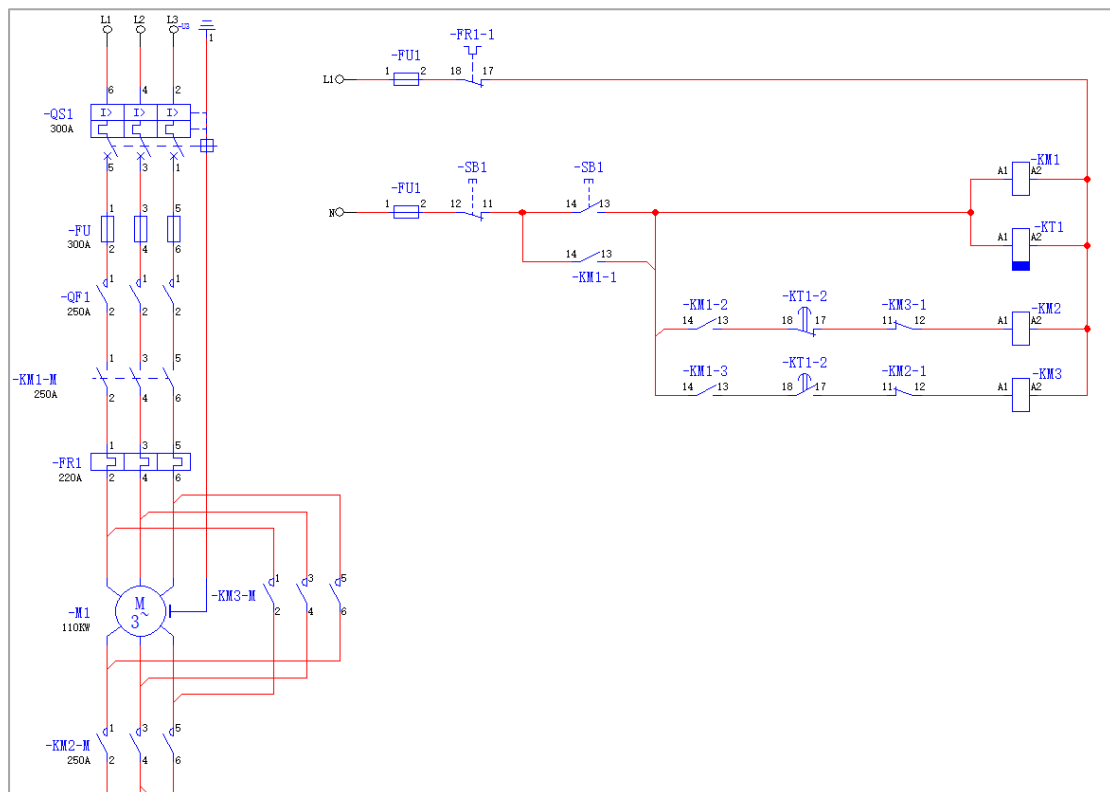 L1 L2 L3 -U3
1
6 4 2
-QS1
I> I> I>
300A
5 3 1
1 3 5
-FU
300A
2 4 6
1 1 1
-QF1
250A
2 2 2
1 3 5
-KM1-M
250A
2 4 6
1 3 5
-FR1
220A
2 4 6
-M1
110KW
M
3~
-KM3-M
1 3 5
2 4 6
1 3 5
-KM2-M
250A
2 4 6
L1
-FU1
1 2
-FR1-1
18 17
N
-FU1
1 2
-SB1
12 11
-SB1
14 13
14 13
-KM1-1
-KM1
A1 A2
-KT1
A1 A2
-KM1-2
14 13
-KT1-2
18 17
-KM3-1
11 12
-KM2
A1 A2
-KM1-3
14 13
-KT1-2
18 17
-KM2-1
11 12
-KM3
A1 A2